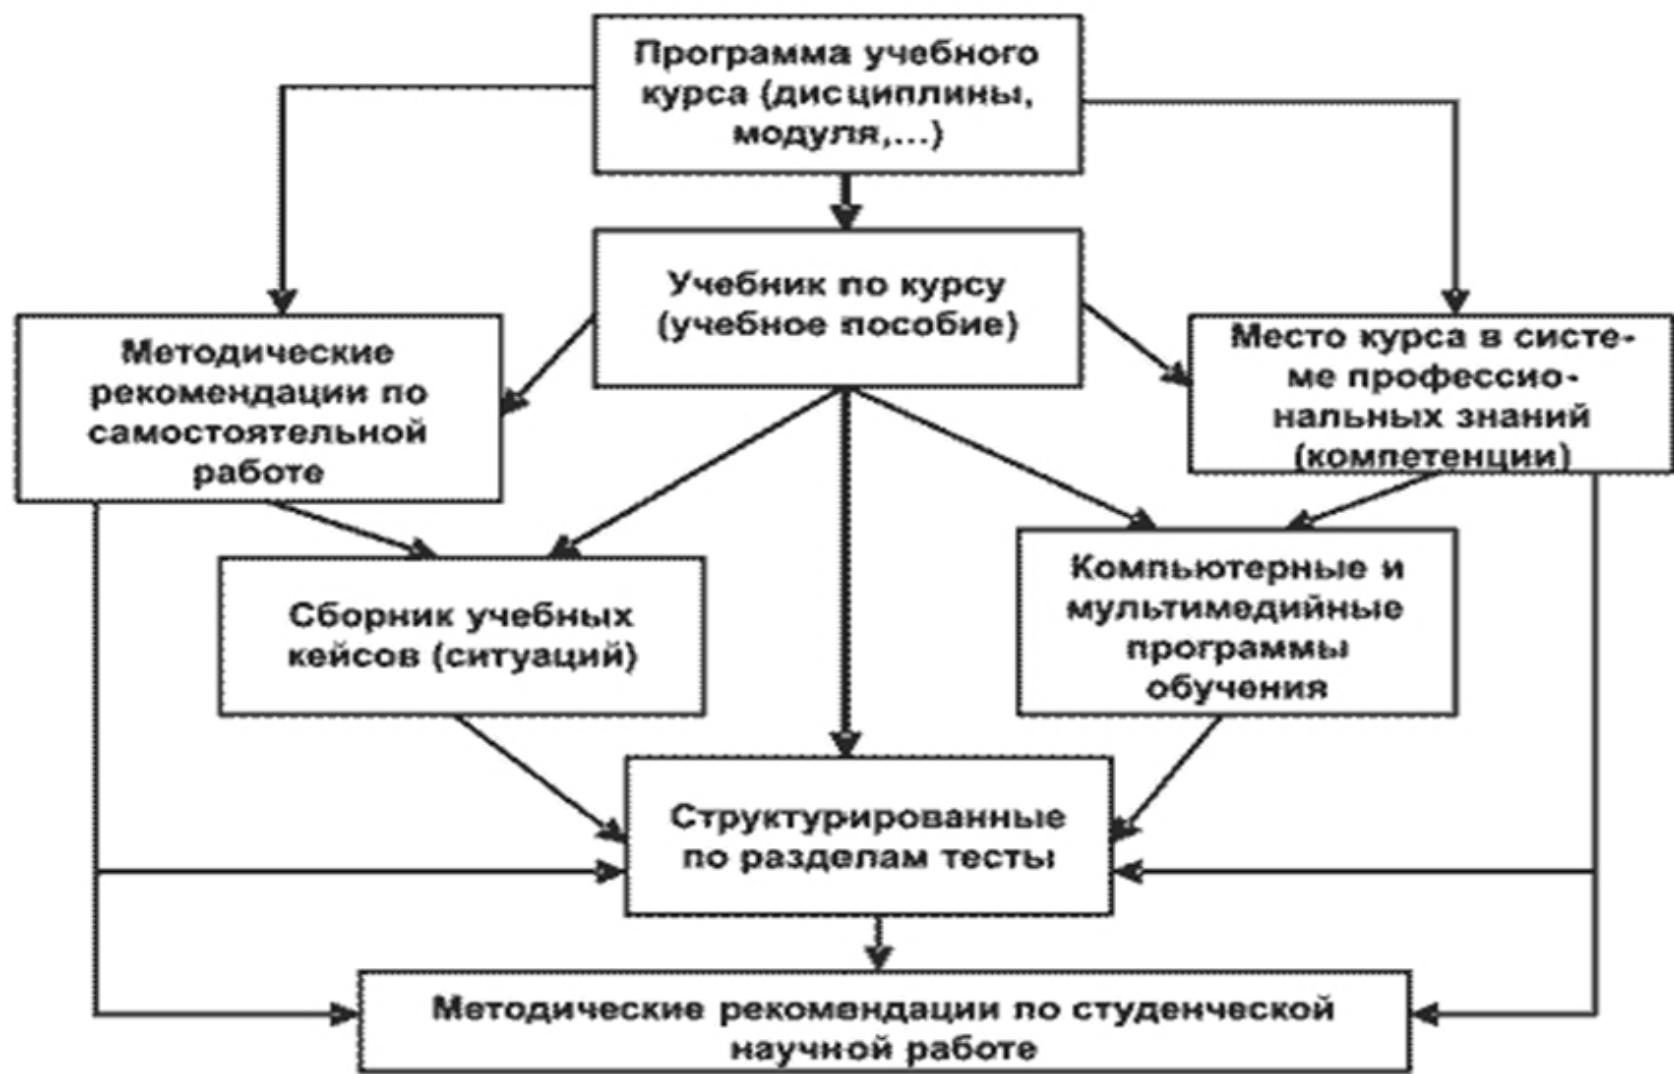 Программа учебного
курса (дисциплины,
модуля,...)
Учебник по курсу
(учебное пособие)
Методические
рекомендации по
самостоятельной
работе
Место курса в систе-
ме профессио-
нальных знаний
(компетенции)
Сборник учебных
кейсов (ситуаций)
Компьютерные и
мультимедийные
программы
обучения
Структурированные
по разделам тесты
Методические рекомендации по студенческой
научной работе